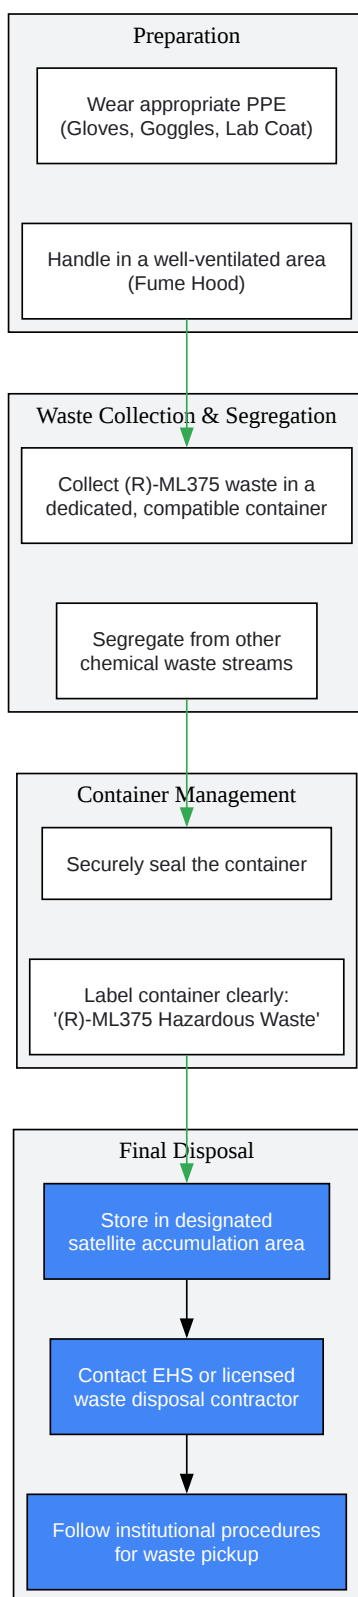 Preparation
Wear appropriate PPE
(Gloves, Goggles, Lab Coat)
Handle in a well-ventilated area
(Fume Hood)
Waste Collection & Segregation
Collect (R)-ML375 waste in a
dedicated, compatible container
Segregate from other
chemical waste streams
Container Management
Securely seal the container
Label container clearly:
'(R)-ML375 Hazardous Waste'
Final Disposal
Store in designated
satellite accumulation area
Contact EHS or licensed
waste disposal contractor
Follow institutional procedures
for waste pickup